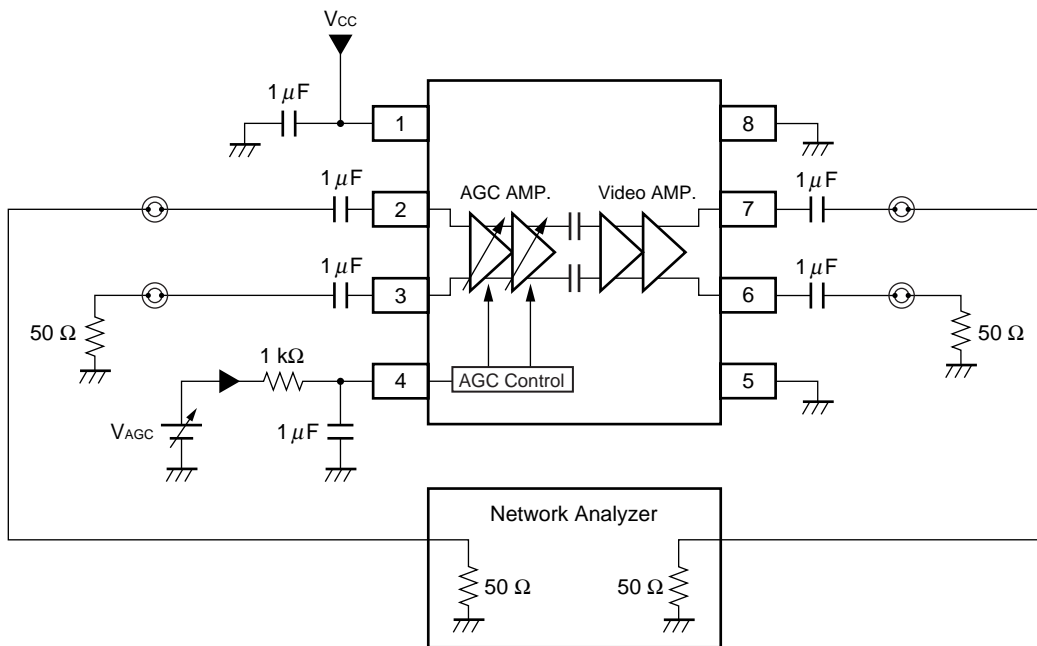 VCC
1 μF
1
8
1 μF
AGC AMP.
Video AMP.
1 μF
2
7
1 μF
1 μF
3
6
50 Ω
50 Ω
1 kΩ
4
AGC Control
5
VAGC
1 μF
Network Analyzer
50 Ω
50 Ω